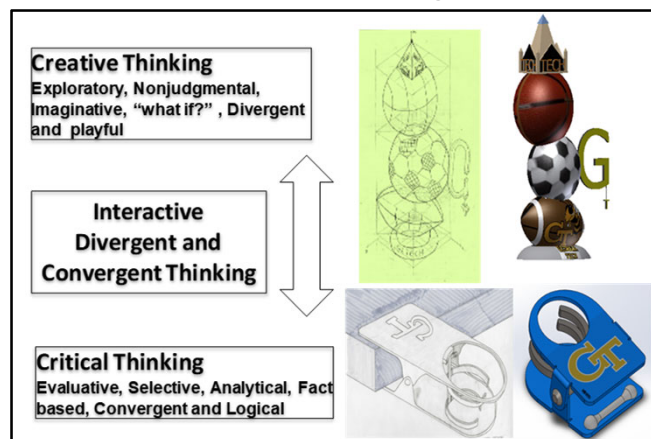 Creative Thinking
Exploratory, Nonjudgmental,
Imaginative, “what if?” , Divergent
and playful
Interactive
Divergent and
Convergent Thinking
Critical Thinking
Evaluative, Selective, Analytical, Fact
based, Convergent and Logical
TECH
G
T
GT
GT